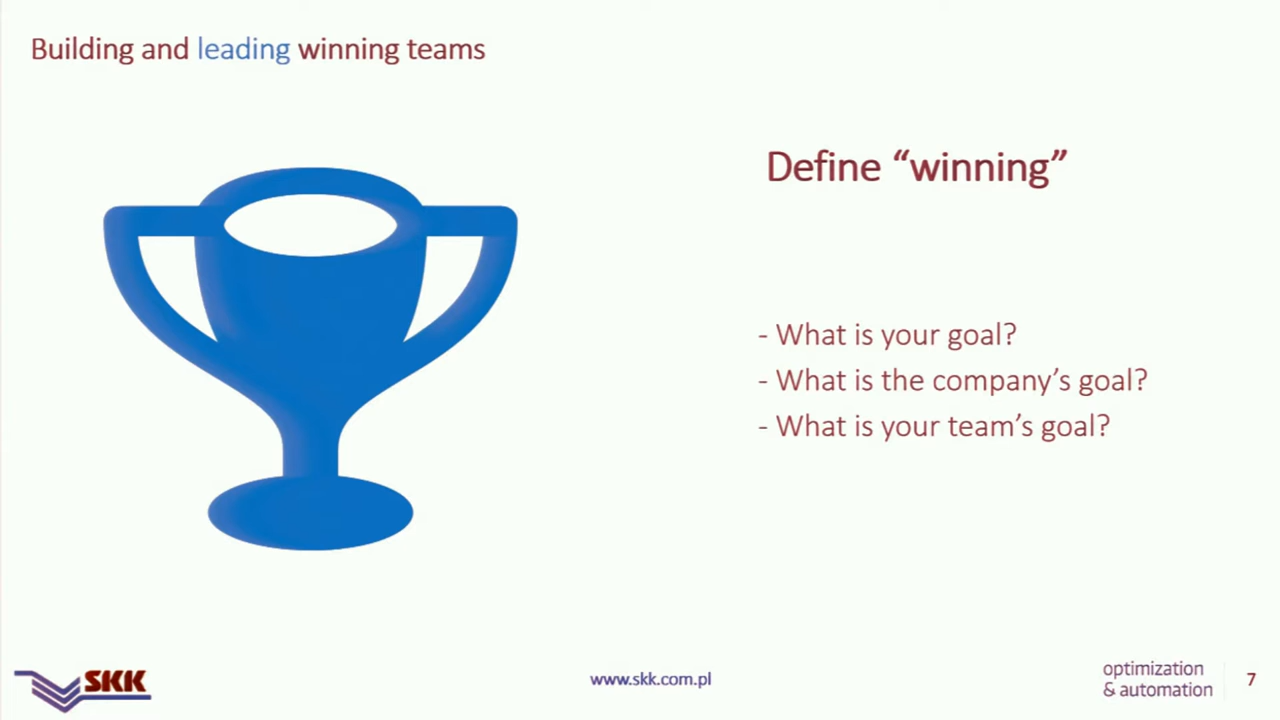 Building and leading winning teams
Define “winning”
- What is your goal?
- What is the company’s goal?
- What is your team’s goal?
SKK
www.skk.com.pl
optimization
& automation
7